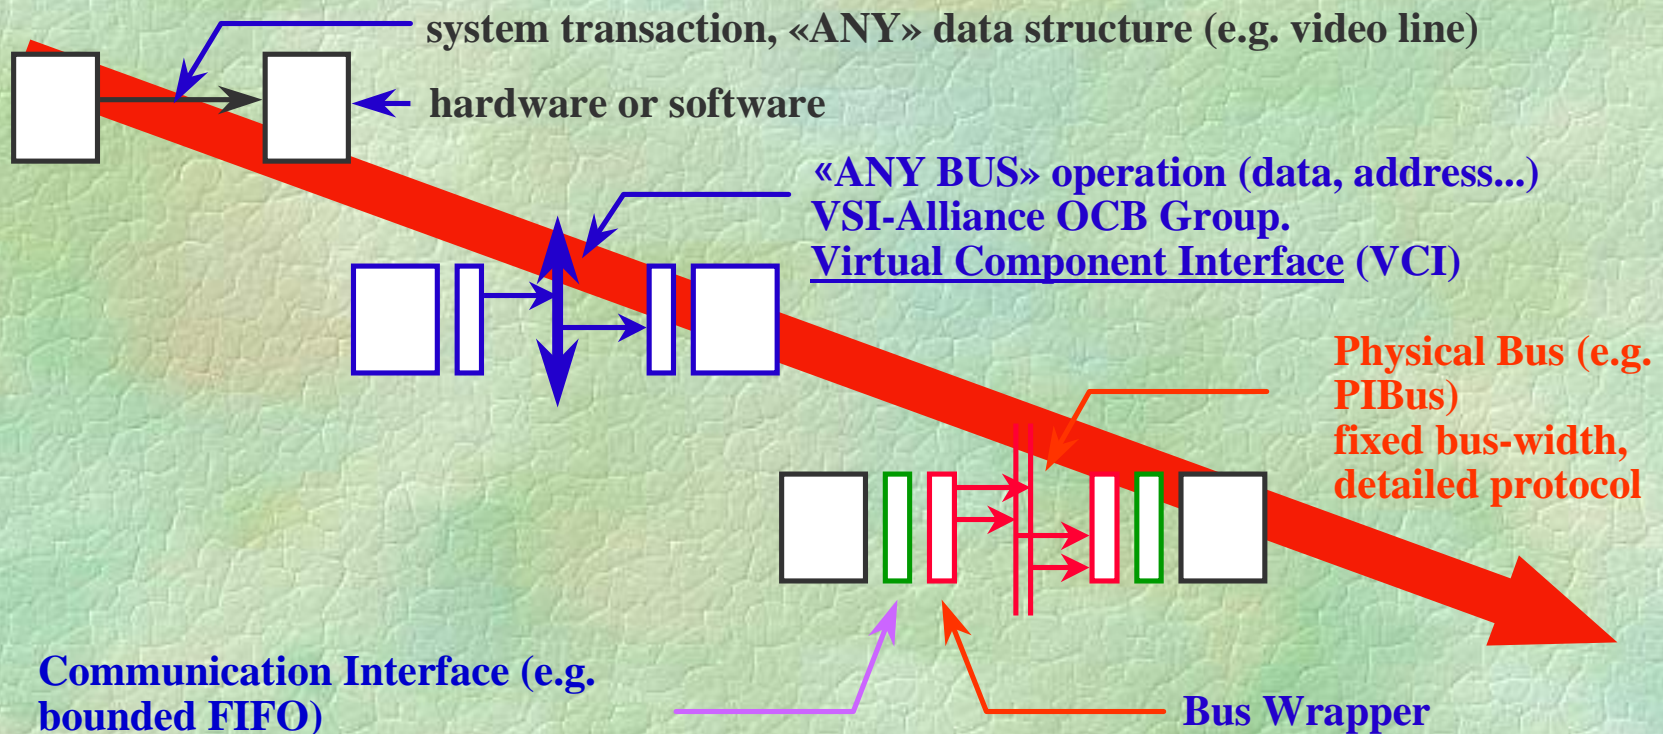 system transaction, «ANY» data structure (e.g. video line)
hardware or software
«ANY BUS» operation (data, address...)
VSI-Alliance OCB Group.
Virtual Component Interface (VCI)
Physical Bus (e.g.
PIBus)
fixed bus-width,
detailed protocol
Communication Interface (e.g.
bounded FIFO)
Bus Wrapper